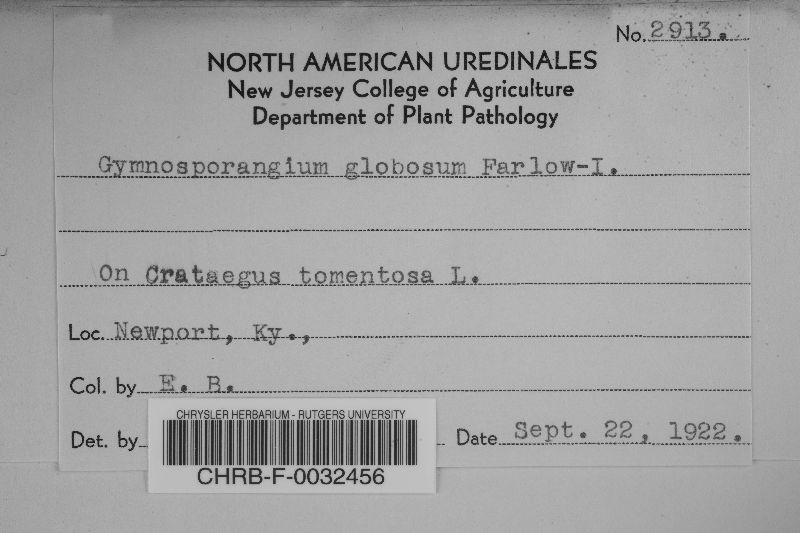 No. 2913.
NORTH AMERICAN UREDINALES
New Jersey College of Agriculture
Department of Plant Pathology
Gymnosporangium globosum Farlow-I.
On Crataegus tomentosa L.
Loc. Newport, Ky.,
Col. by E. B.
Det. by
Date Sept. 22, 1922.
CHRYSLER HERBARIUM - RUTGERS UNIVERSITY
CHRB-F-0032456